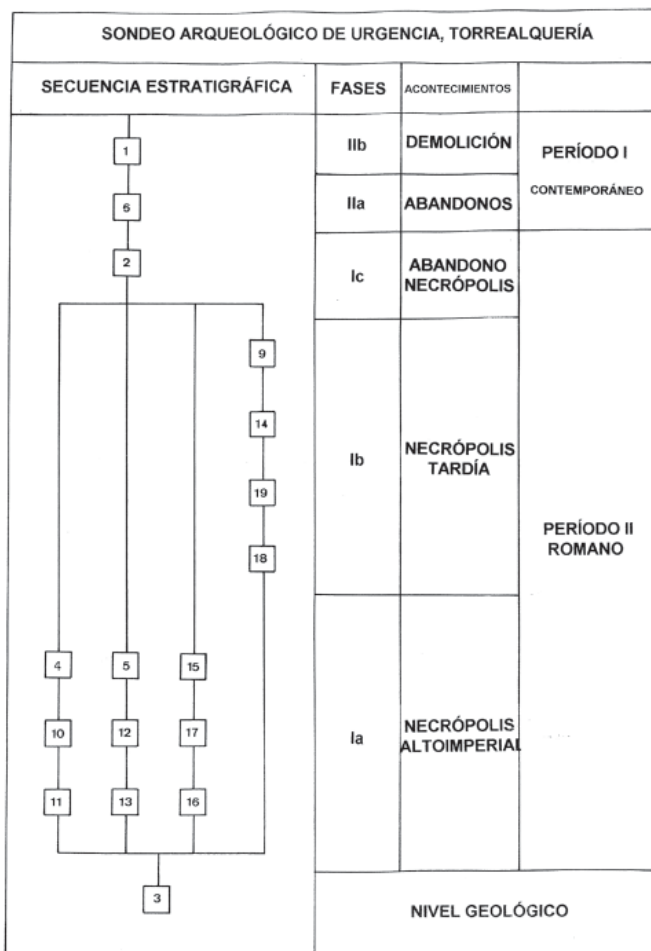 SONDEO ARQUEOLÓGICO DE URGENCIA, TORREALQUERÍA
SECUENCIA ESTRATIGRÁFICA
FASES
ACONTECIMIENTOS
1
6
2
9
14
19
18
4
5
15
10
12
17
11
13
16
3
IIb
DEMOLICIÓN
IIa
ABANDONOS
PERÍODO I
CONTEMPORÁNEO
Ic
ABANDONO
NECRÓPOLIS
Ib
NECRÓPOLIS
TARDÍA
Ia
NECRÓPOLIS
ALTOIMPERIAL
PERÍODO II
ROMANO
NIVEL GEOLÓGICO